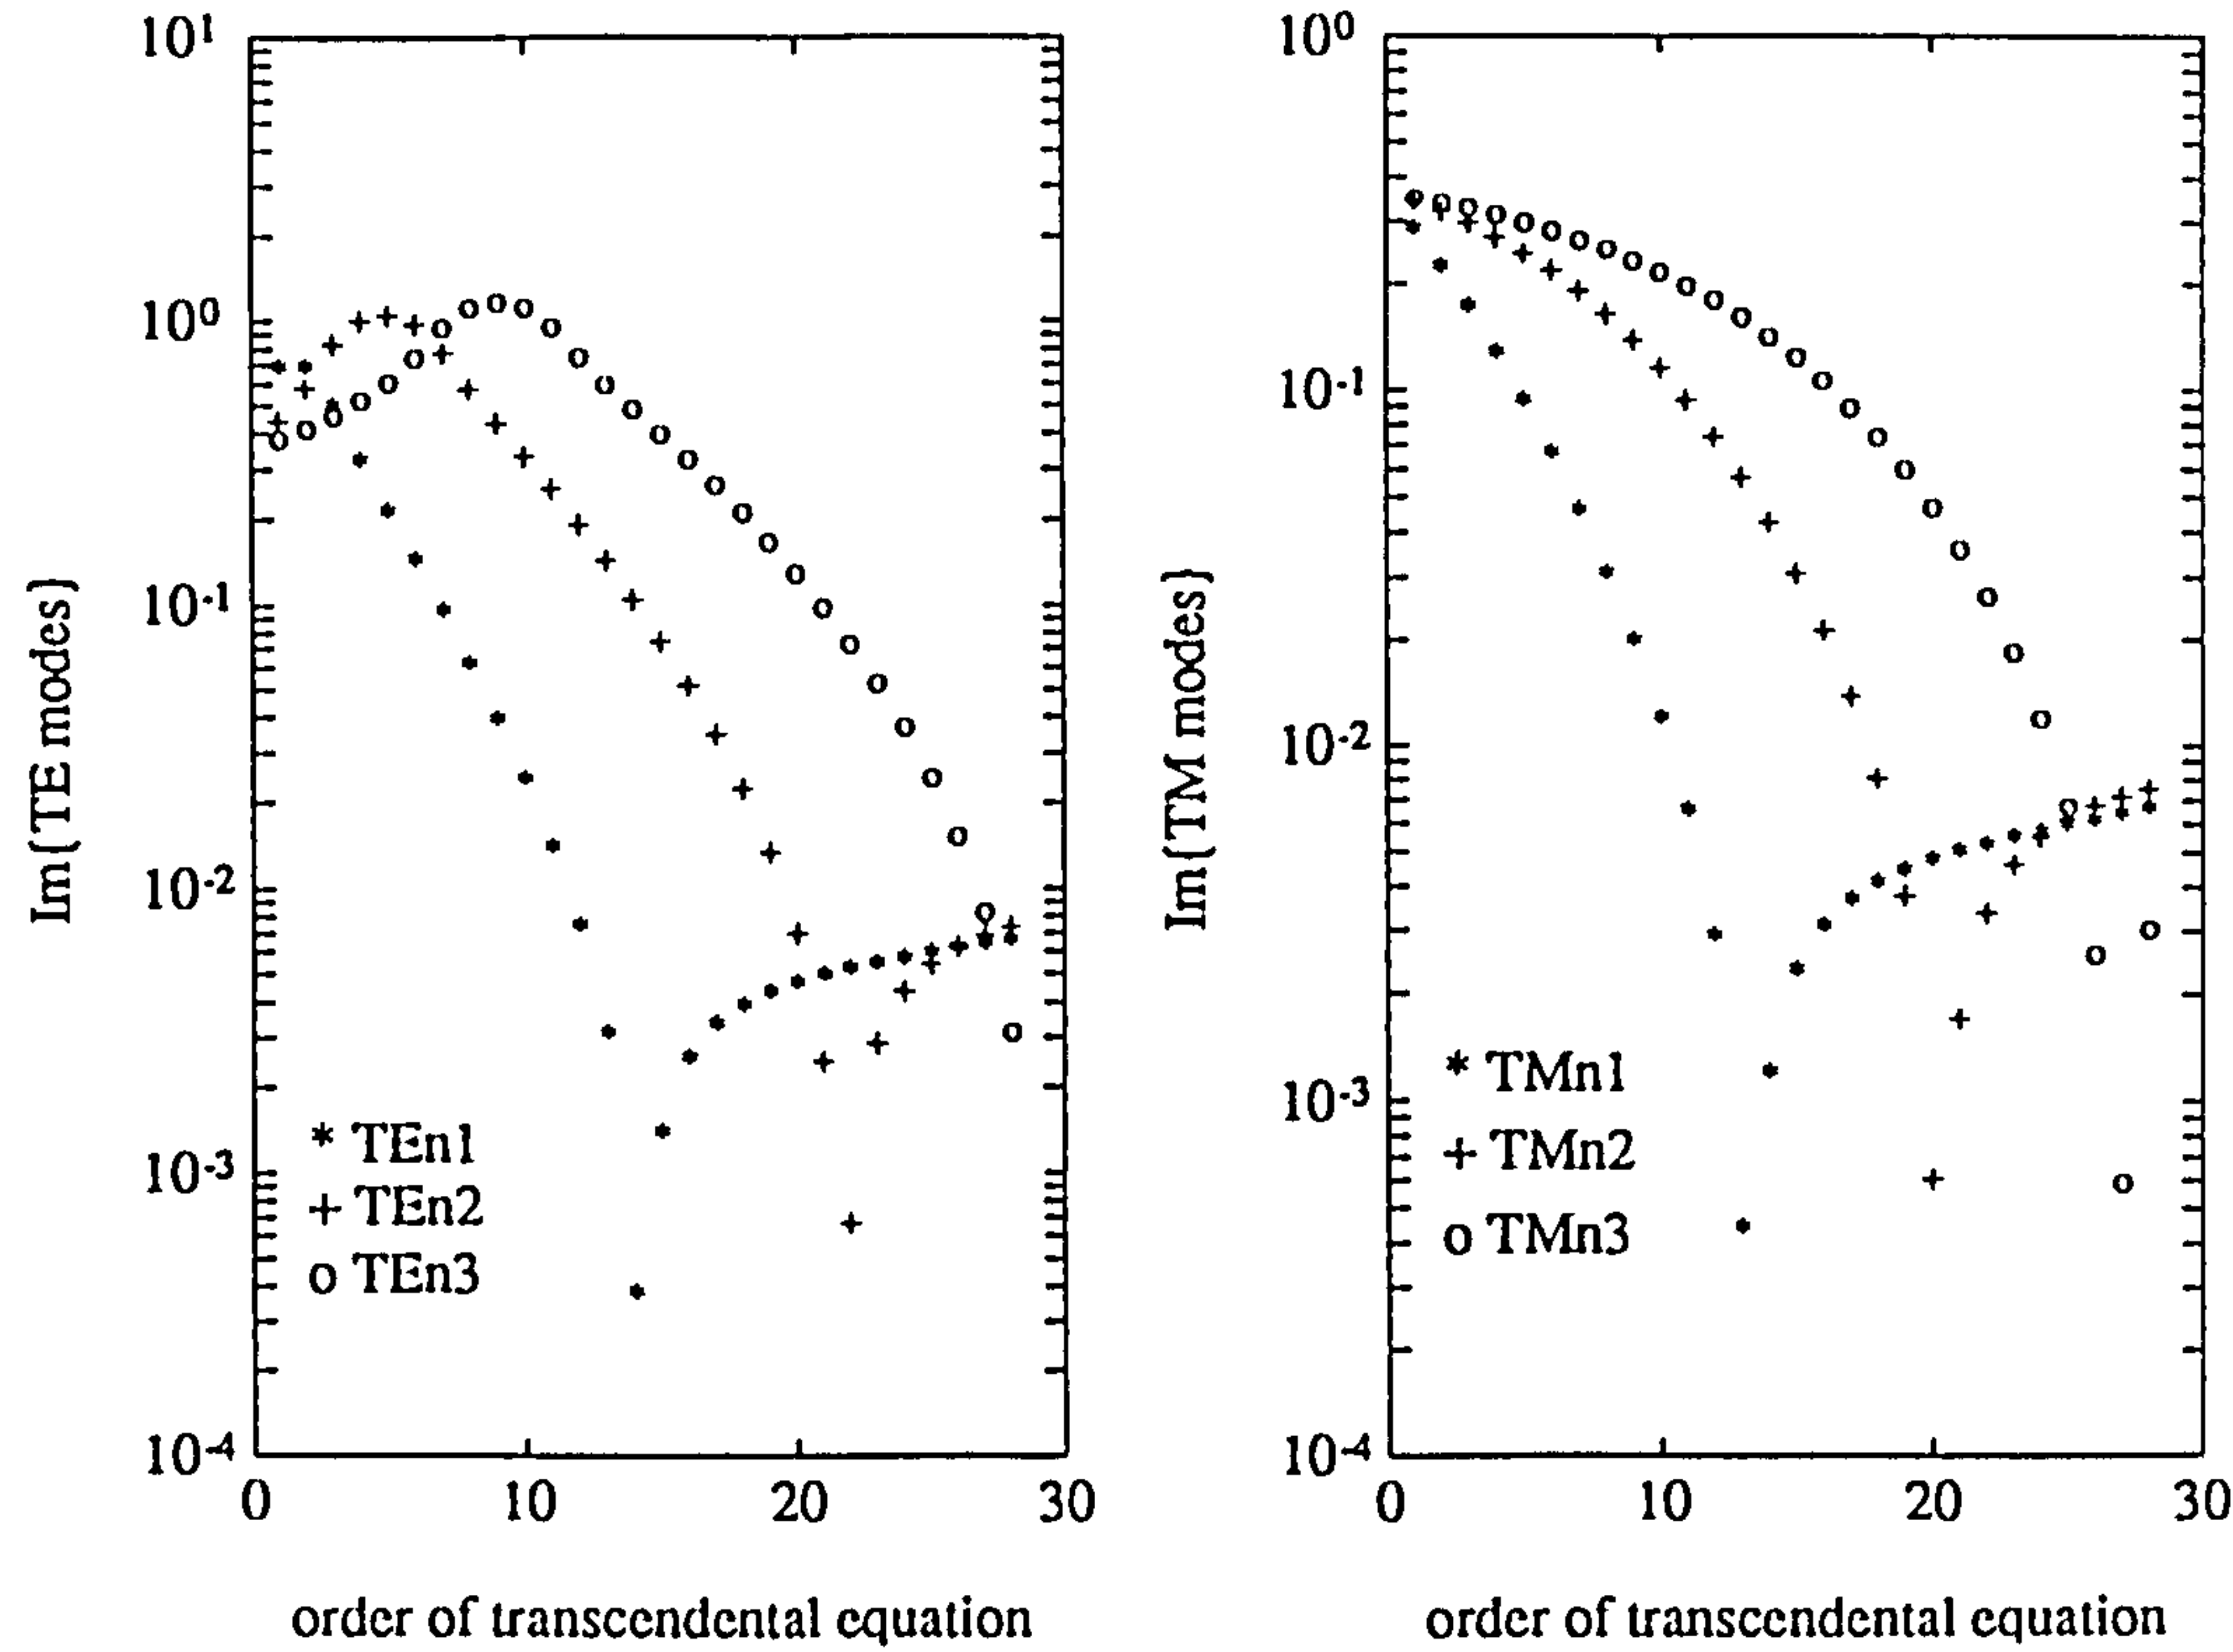 10¹
10⁰
10⁻¹
10⁻²
10⁻³
10⁻⁴
Im{TE modes}
* TEn1
+ TEn2
o TEn3
0 10 20 30
order of transcendental equation
10⁰
10⁻¹
10⁻²
10⁻³
10⁻⁴
Im{TM modes}
* TMn1
+ TMn2
o TMn3
0 10 20 30
order of transcendental equation